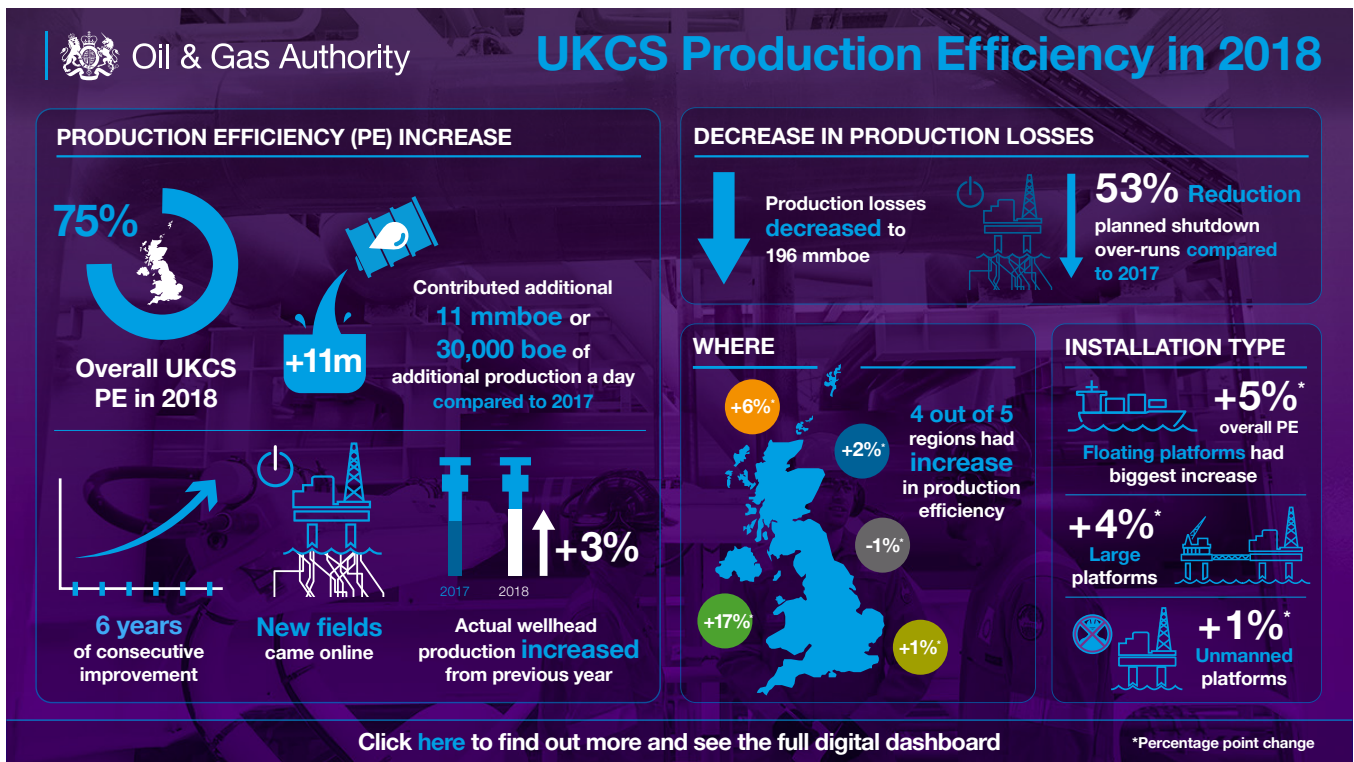 Oil & Gas Authority
UKCS Production Efficiency in 2018
PRODUCTION EFFICIENCY (PE) INCREASE
75%
Overall UKCS
PE in 2018
+11m
Contributed additional
11 mmboe or
30,000 boe of
additional production a day
compared to 2017
6 years
of consecutive
improvement
New fields
came online
2017
2018
+3%
Actual wellhead
production increased
from previous year
DECREASE IN PRODUCTION LOSSES
Production losses
decreased to
196 mmboe
53% Reduction
planned shutdown
over-runs compared
to 2017
WHERE
+6%*
+2%*
-1%*
+17%*
+1%*
4 out of 5
regions had
increase
in production
efficiency
INSTALLATION TYPE
+5%*
overall PE
Floating platforms had
biggest increase
+4%*
Large
platforms
+1%*
Unmanned
platforms
Click here to find out more and see the full digital dashboard
*Percentage point change